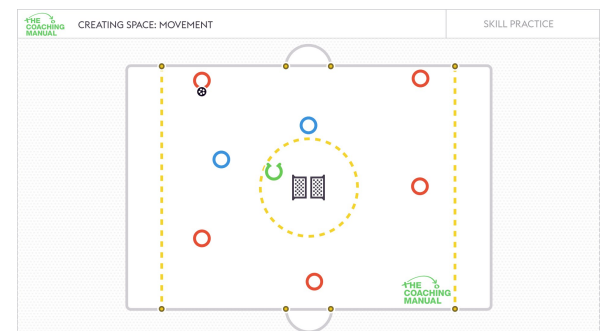 THE
COACHING
MANUAL
CREATING SPACE: MOVEMENT
SKILL PRACTICE
THE
COACHING
MANUAL